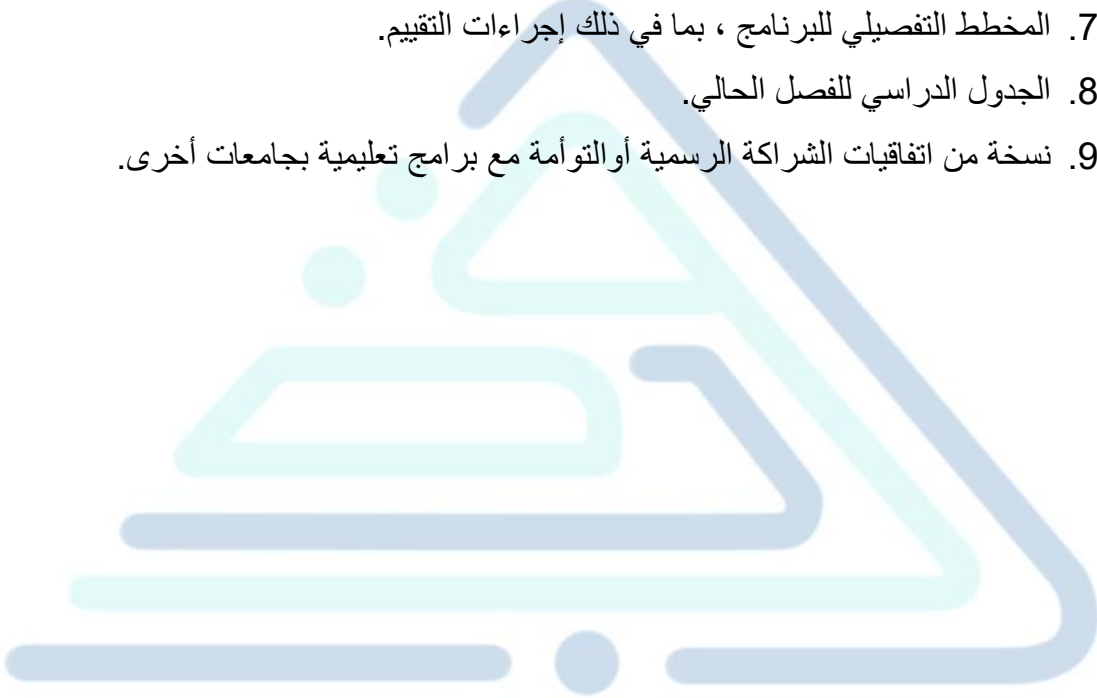 7. المخطط التفصيلي للبرنامج ، بما في ذلك إجراءات التقييم.
8. الجدول الدراسي للفصل الحالي.
9. نسخة من اتفاقيات الشراكة الرسمية أوالتوأمة مع برامج تعليمية بجامعات أخرى.